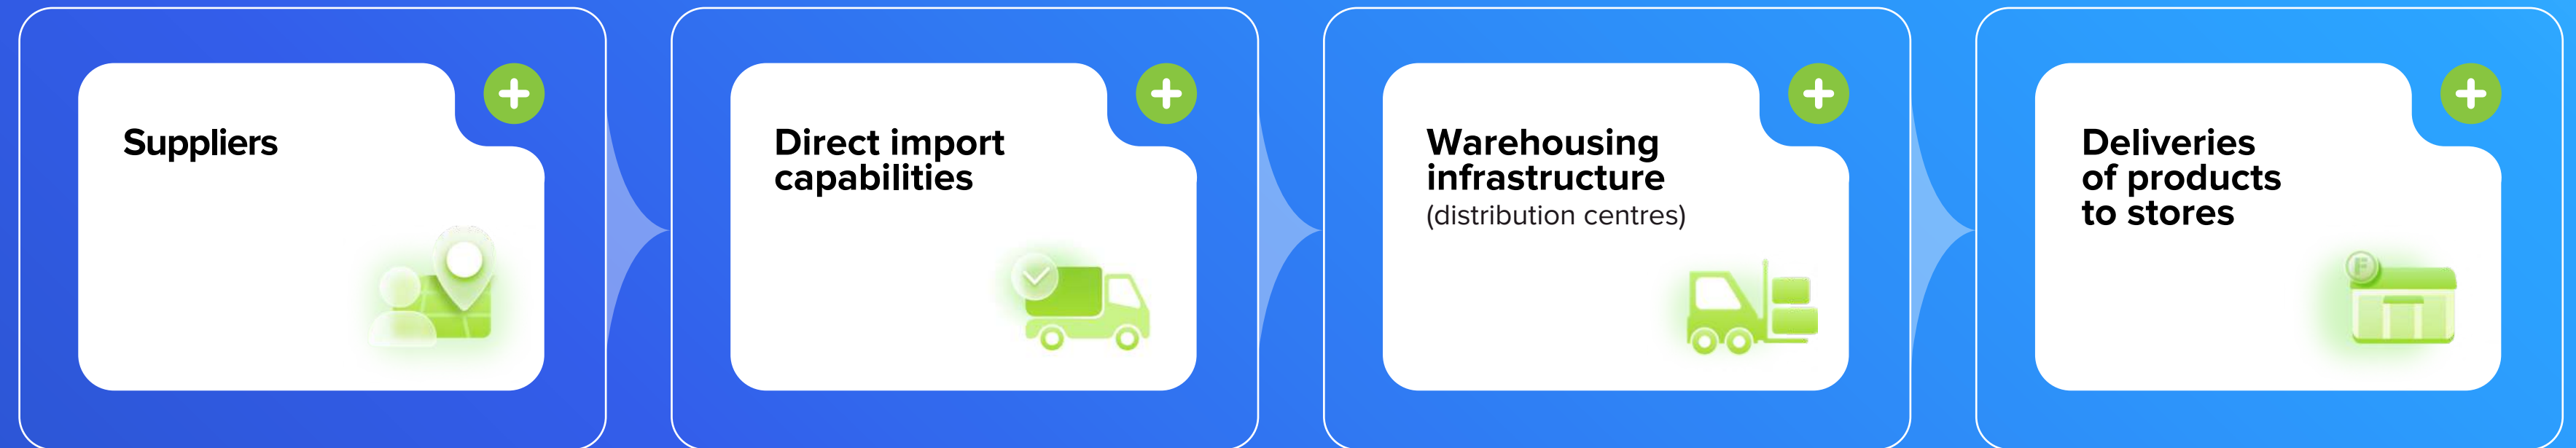 Suppliers
Direct import
capabilities
Warehousing
infrastructure
(distribution centres)
Deliveries
of products
to stores
F